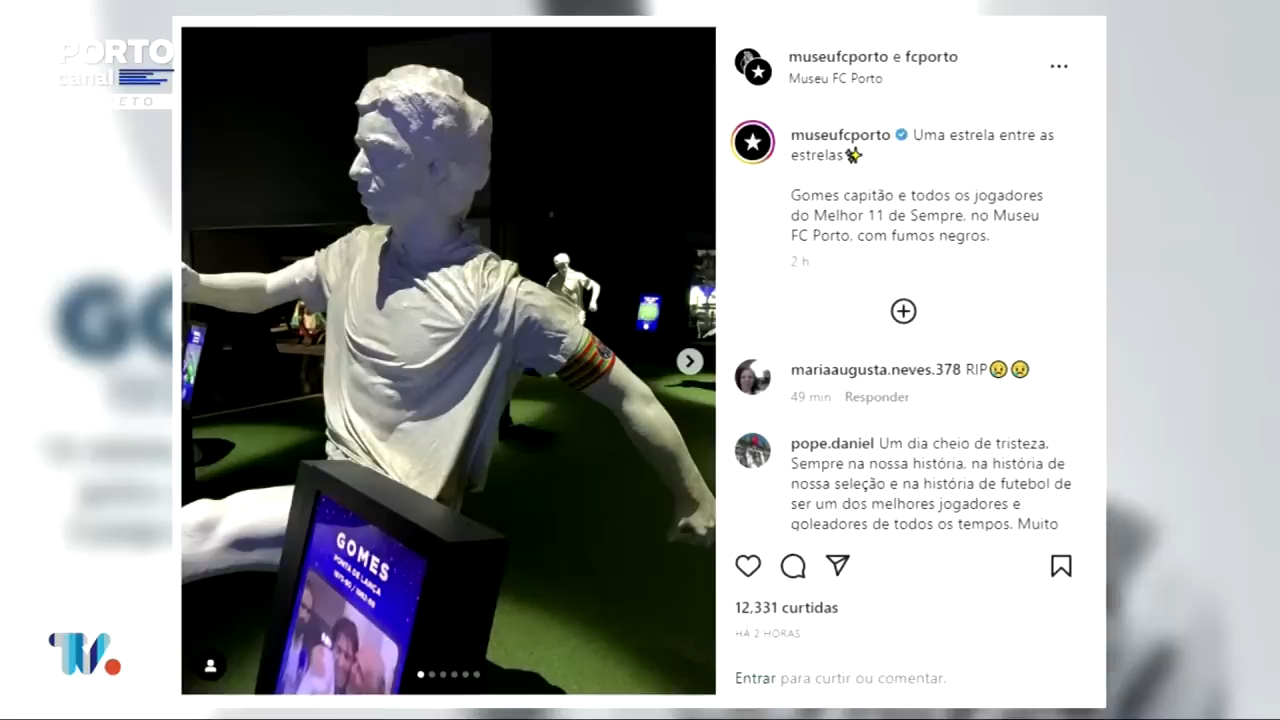 PORTO
canal
museufcporto e fcporto
Museu FC Porto
museufcporto Uma estrela entre as
estrelas✨
Gomes capitão e todos os jogadores
do Melhor 11 de Sempre, no Museu
FC Porto, com fumos negros.
2 h
mariaaugusta.neves.378 RIP😢😢
49 min Responder
pope.daniel Um dia cheio de tristeza.
Sempre na nossa história, na história de
nossa seleção e na história de futebol de
ser um dos melhores jogadores e
goleadores de todos os tempos. Muito
GOMES
PONTA DE LANÇA
12,331 curtidas
HÁ 2 HORAS
Entrar para curtir ou comentar.